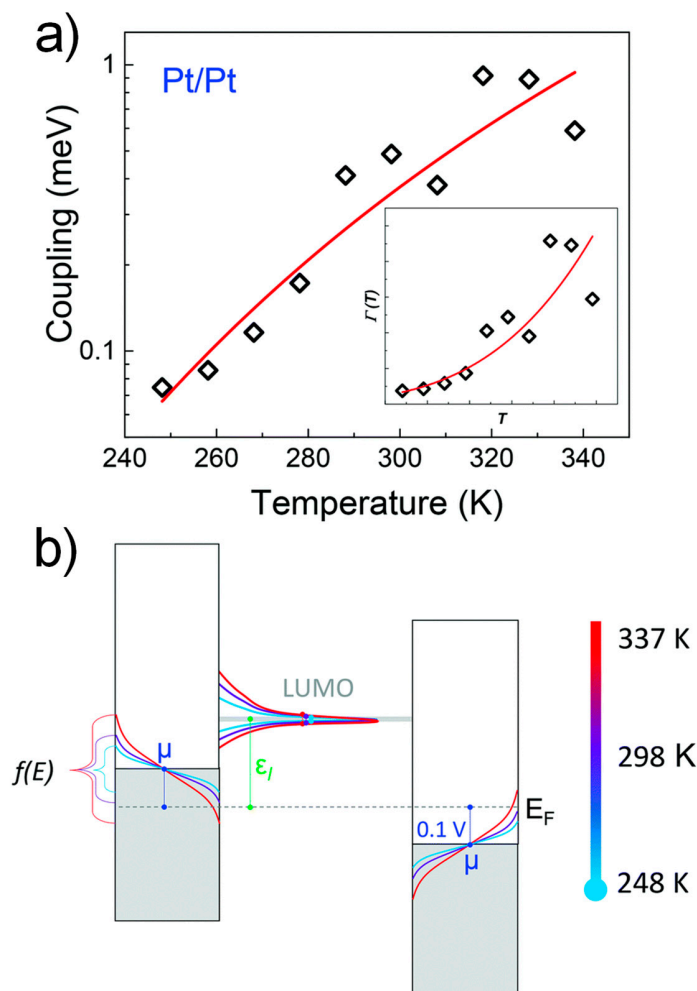 a)
Pt/Pt
1
0.1
Coupling (meV)
240 260 280 300 320 340
Temperature (K)
Γ(T)
T
b)
LUMO
337 K
f(E)
μ
εl
298 K
0.1 V
EF
μ
248 K